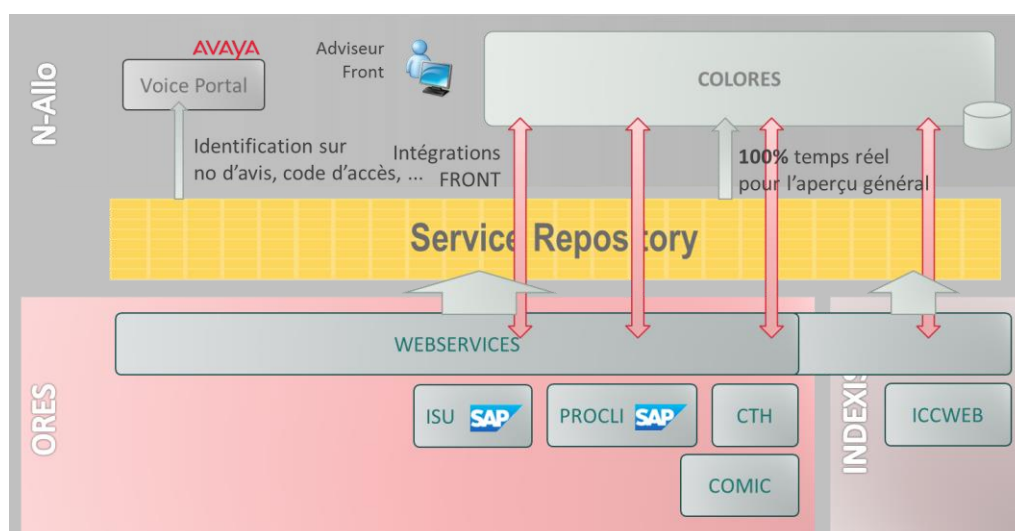 N-Allo
AVAYA
Voice Portal
Adviseur
Front
COLORES
Identification sur
no d'avis, code d'accès, ...
Intégrations
FRONT
100% temps réel
pour l'aperçu général
Service Repository
ORES
WEBSERVICES
ISU SAP
PROCLI SAP
CTH
COMIC
INDEXIS
ICCWEB